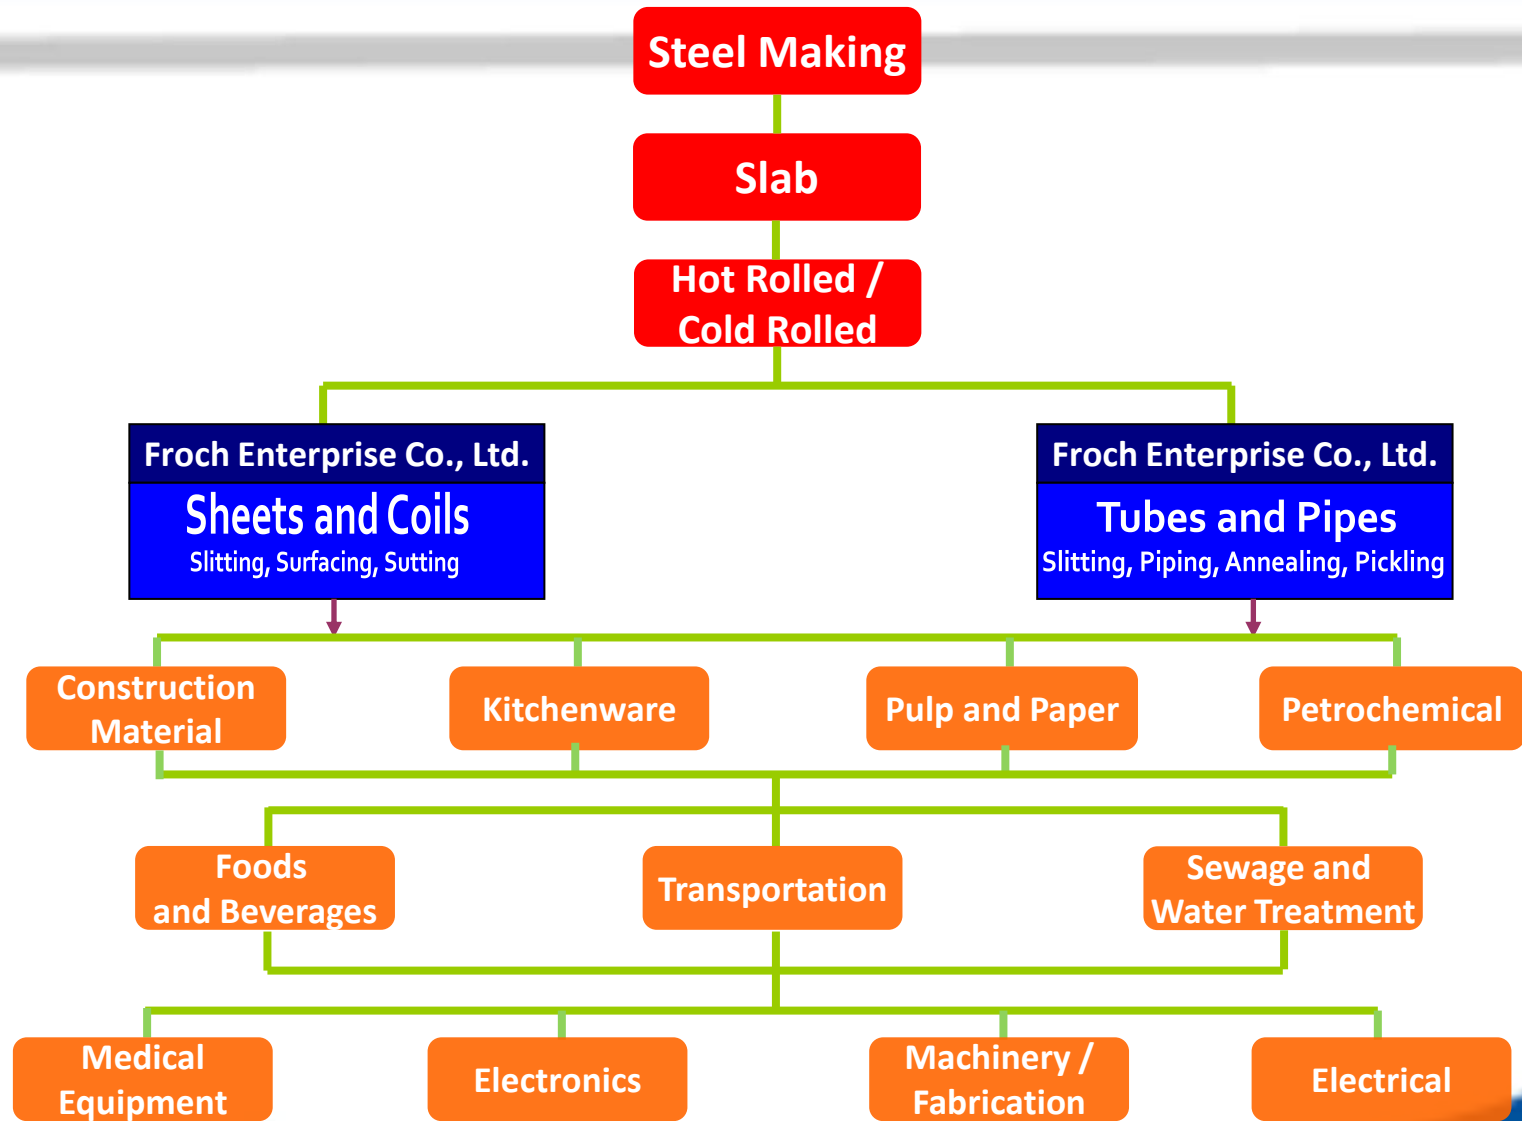 Steel Making
Slab
Hot Rolled /
Cold Rolled
Froch Enterprise Co., Ltd.
Sheets and Coils
Slitting, Surfacing, Sutting
Froch Enterprise Co., Ltd.
Tubes and Pipes
Slitting, Piping, Annealing, Pickling
Construction
Material
Kitchenware
Pulp and Paper
Petrochemical
Foods
and Beverages
Transportation
Sewage and
Water Treatment
Medical
Equipment
Electronics
Machinery /
Fabrication
Electrical